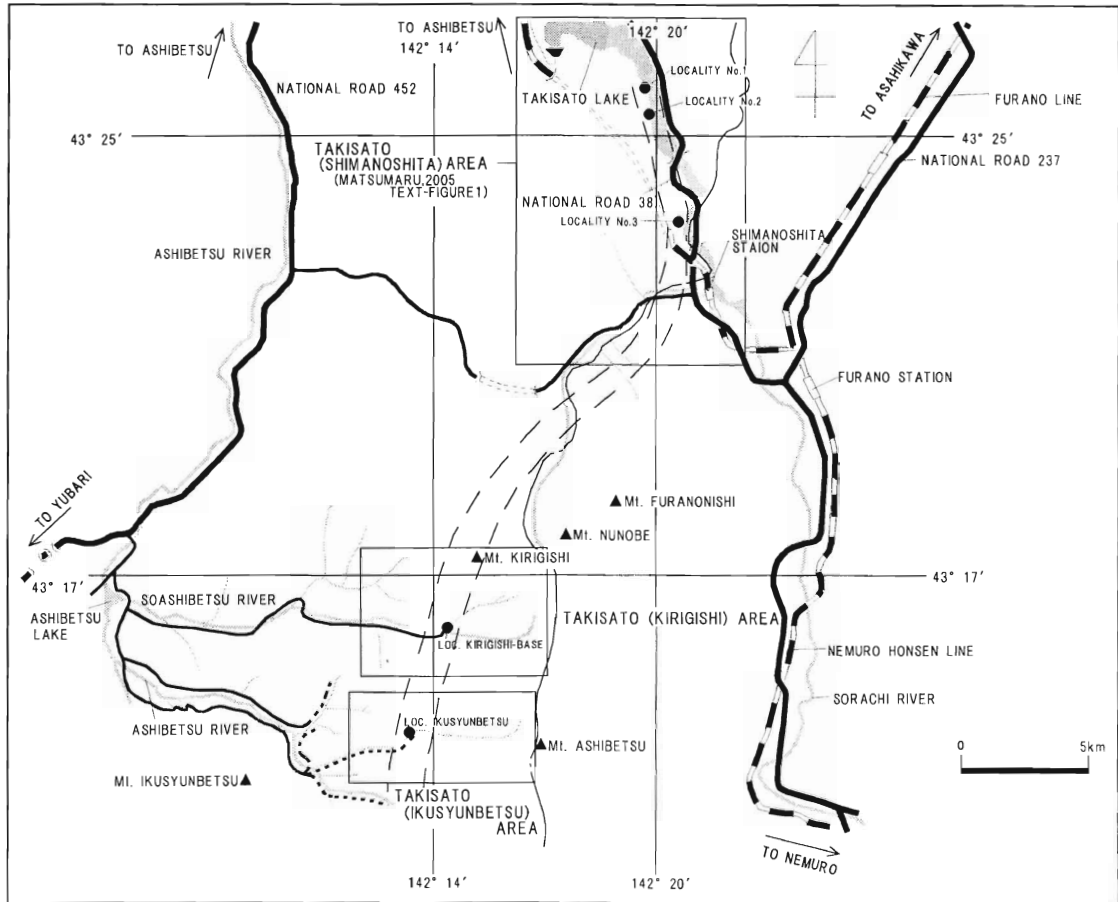 TO ASHIBETSU
TO ASHIBETSU
142° 14′
142° 20′
NATIONAL ROAD 452
LOCALITY No.1
TAKISATO LAKE
LOCALITY No.2
TO ASAHIKAWA
FURANO LINE
43° 25′
43° 25′
TAKISATO
(SHIMANOSHITA) AREA
(MATSUMARU,2005
TEXT-FIGURE1)
NATIONAL ROAD 237
NATIONAL ROAD 38
LOCALITY No.3
SHIMANOSHITA
STAION
ASHIBETSU RIVER
FURANO STATION
TO YUBARI
Mt. FURANONISHI
Mt. NUNOBE
Mt. KIRIGISHI
43° 17′
43° 17′
ASHIBETSU
LAKE
SOASHIBETSU RIVER
TAKISATO (KIRIGISHI) AREA
LOC. KIRIGISHI-BASE
NEMURO HONSEN LINE
SORACHI RIVER
ASHIBETSU RIVER
LOC. IKUSYUNBETSU
Mt. ASHIBETSU
0 5km
Mt. IKUSYUNBETSU
TAKISATO
(IKUSYUNBETSU)
AREA
TO NEMURO
142° 14′
142° 20′